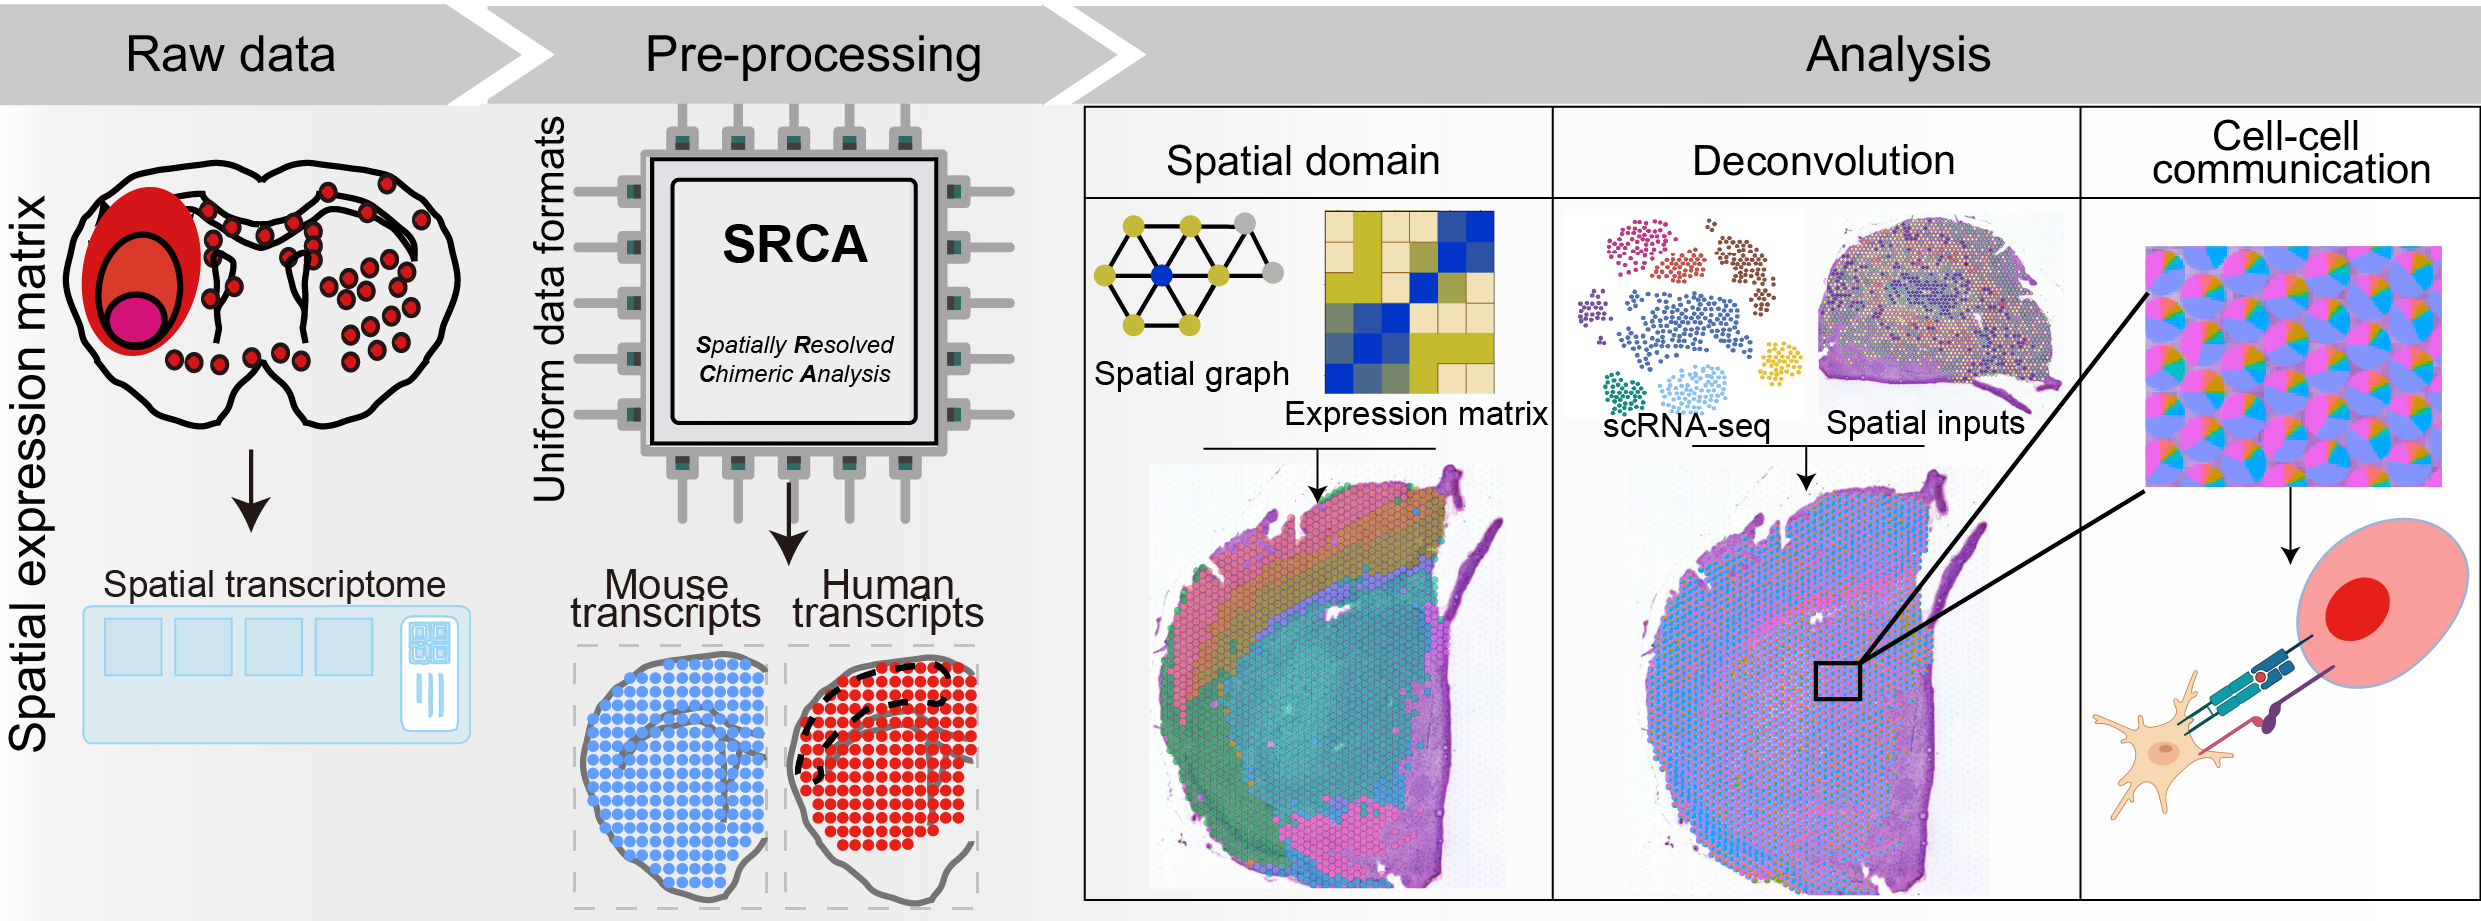 Raw data
Pre-processing
Analysis
Spatial expression matrix
Spatial transcriptome
Uniform data formats
SRCA
Spatially Resolved
Chimeric Analysis
Mouse
transcripts
Human
transcripts
Spatial domain
Spatial graph
Expression matrix
Deconvolution
scRNA-seq
Spatial inputs
Cell-cell
communication